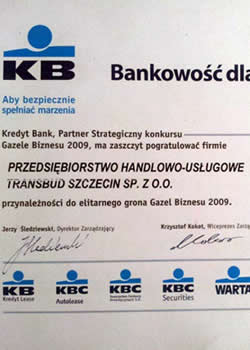 KB
Bankowość dla
Aby bezpiecznie
spełniać marzenia
Kredyt Bank, Partner Strategiczny konkursu
Gazele Biznesu 2009, ma zaszczyt pogratulować firmie
PRZEDSIĘBIORSTWO HANDLOWO-USŁUGOWE
TRANSBUD SZCZECIN SP. Z O.O.
przynależności do elitarnego grona Gazel Biznesu 2009.
Jerzy Śledziewski, Dyrektor Zarządzający
Krzysztof Kokot, Wiceprezes Zarzą
KB KBC KBC KBC WARTA
Kredyt Lease Autolease Securities